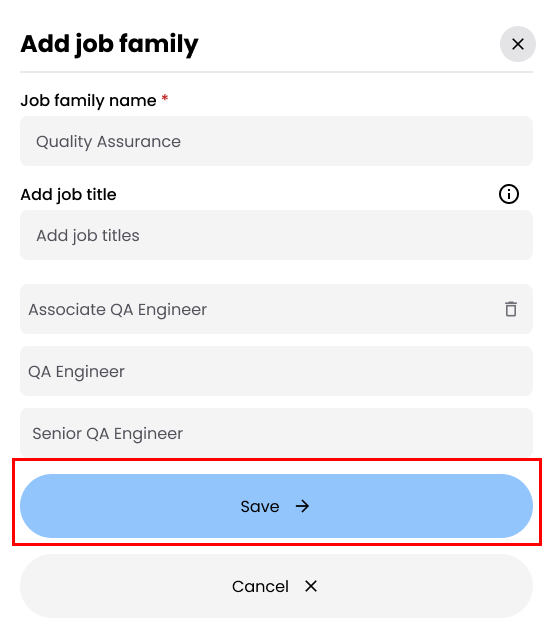 Add job family
Job family name *
Quality Assurance
Add job title
Add job titles
Associate QA Engineer
QA Engineer
Senior QA Engineer
Save
Cancel